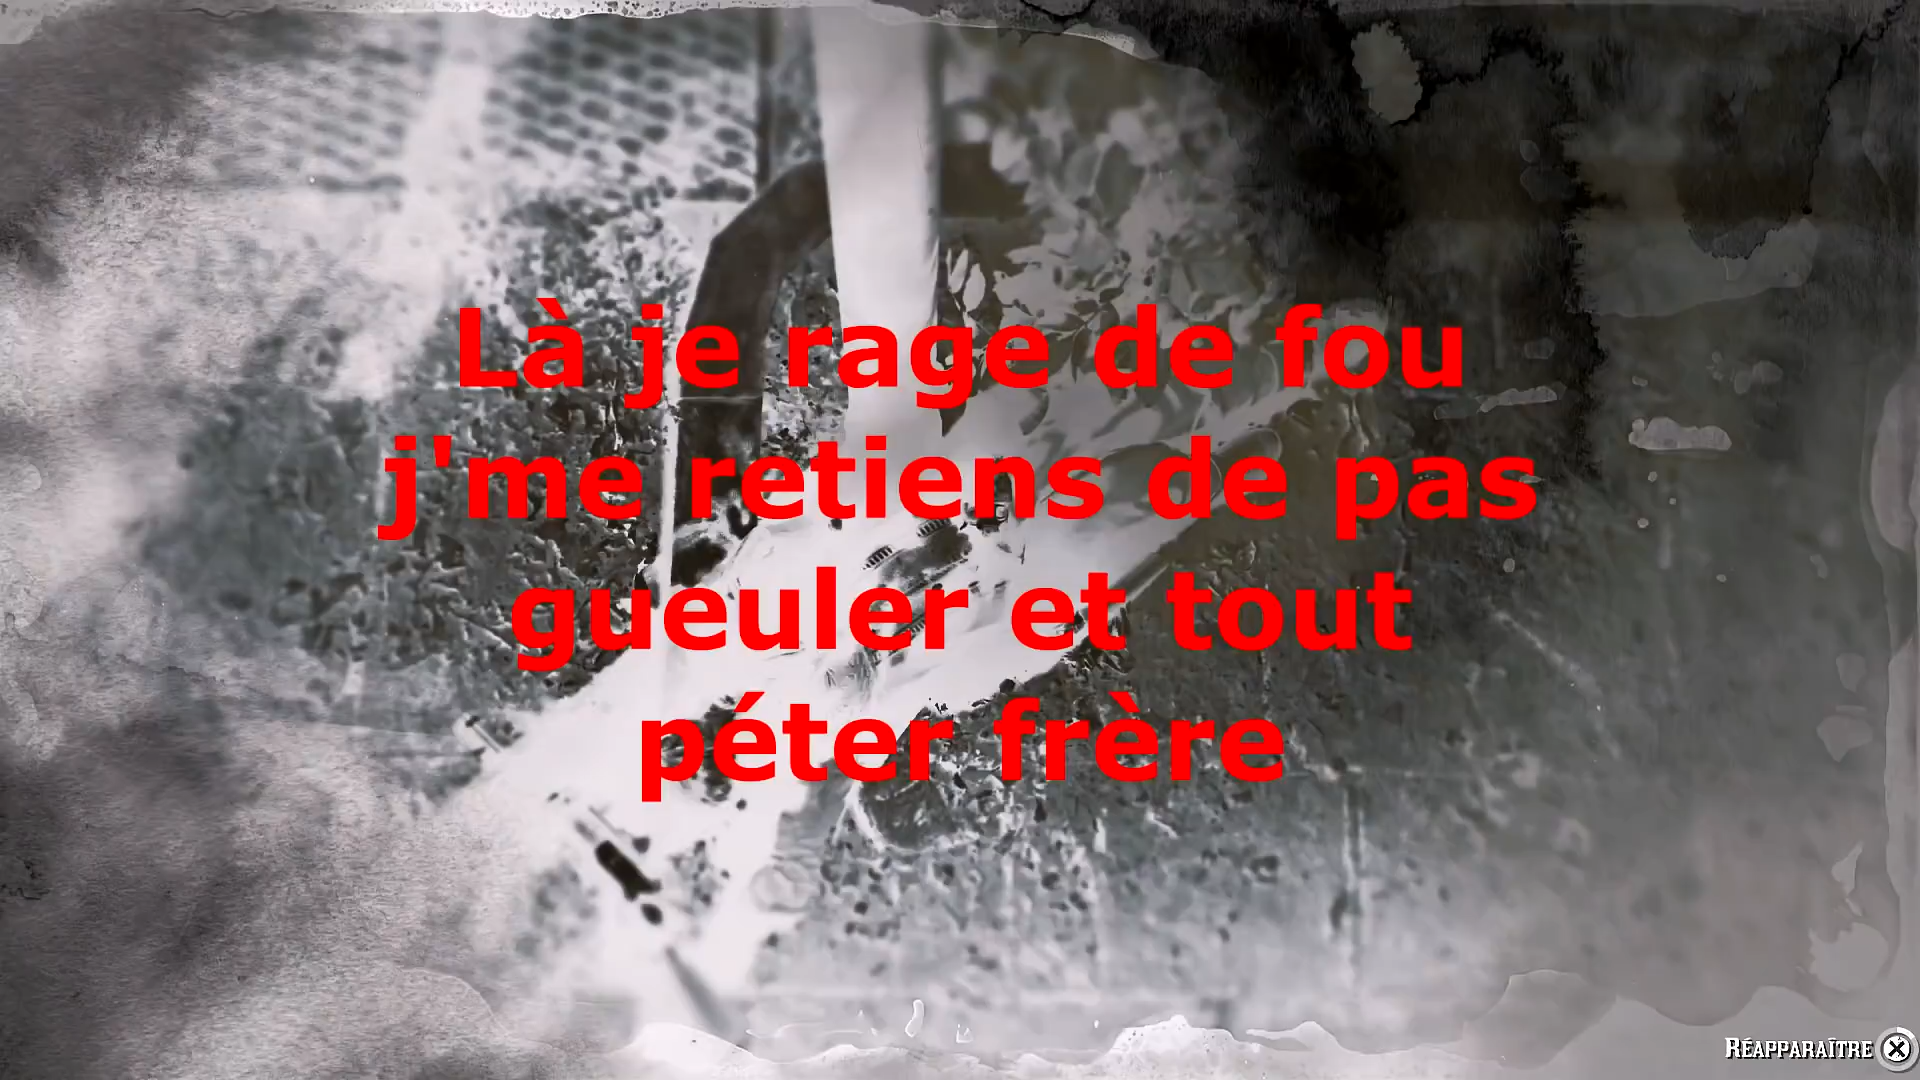 Là je rage de fou
j'me retiens de pas
gueuler et tout
péter frère
RÉAPPARAÎTRE